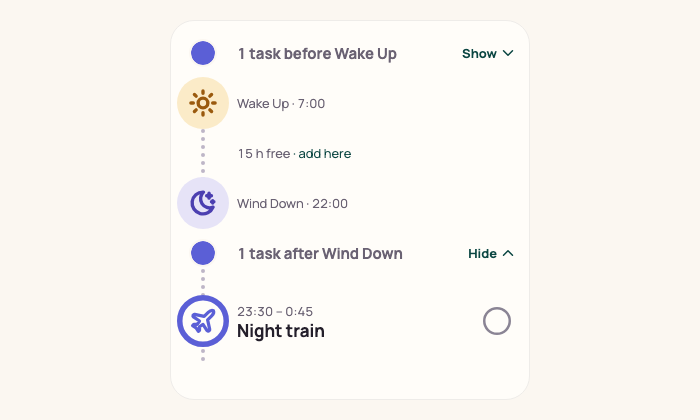 1 task before Wake Up Show
Wake Up · 7:00
15 h free · add here
Wind Down · 22:00
1 task after Wind Down Hide
23:30 – 0:45
Night train